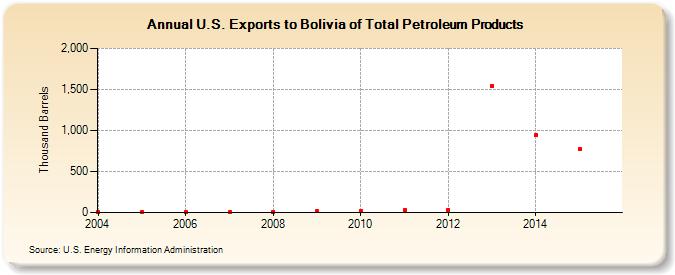 Annual U.S. Exports to Bolivia of Total Petroleum Products
Thousand Barrels
2,000
1,500
1,000
500
0
2004 2006 2008 2010 2012 2014
Source: U.S. Energy Information Administration